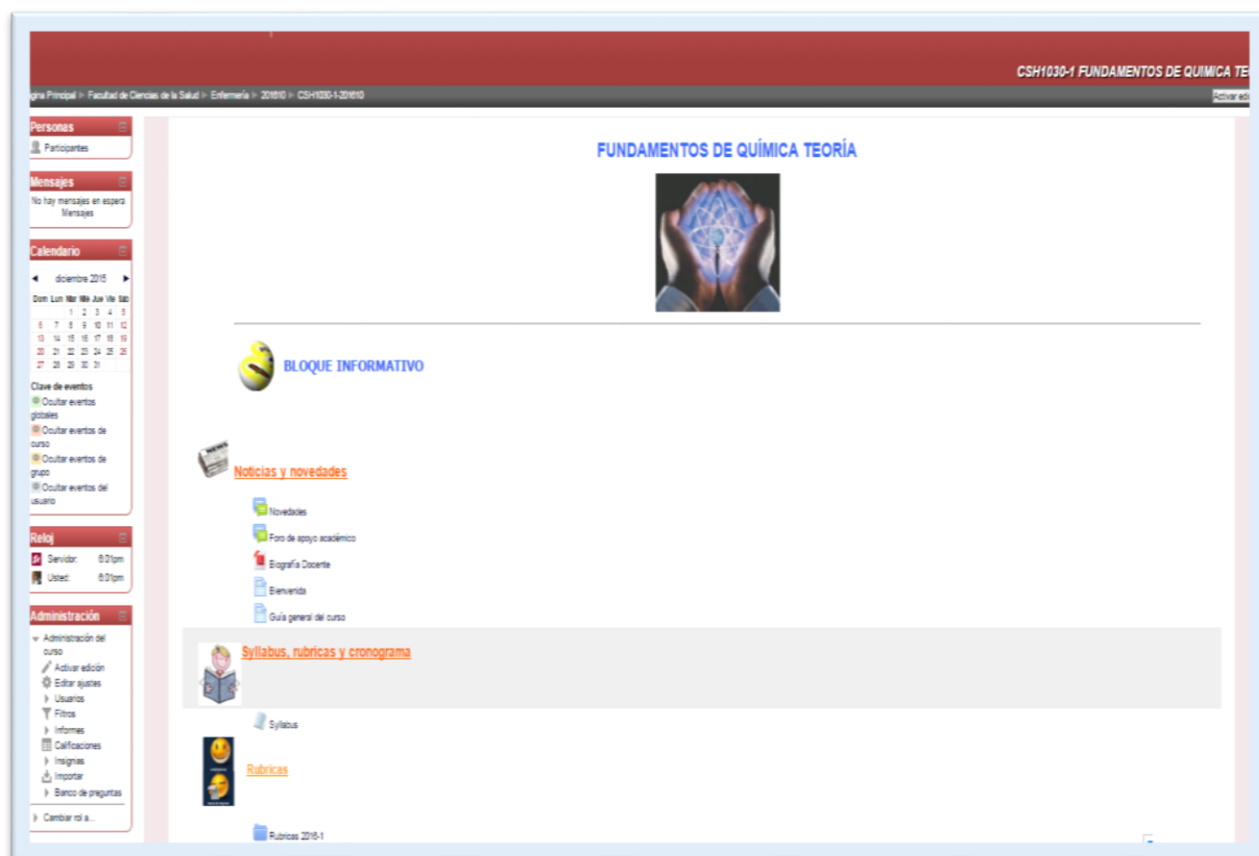 CSH1030-1 FUNDAMENTOS DE QUIMICA TE
gina Principal ► Facultad de Ciencias de la Salud ► Enfermería ► 201610 ► CSH1030-1-201610
Activar edi
Personas
Participantes
Mensajes
No hay mensajes en espera
Mensajes
Calendario
◄ diciembre 2015 ►
Dom Lun Mar Mié Jue Vie Sáb
1 2 3 4 5
6 7 8 9 10 11 12
13 14 15 16 17 18 19
20 21 22 23 24 25 26
27 28 29 30 31
Clave de eventos
Ocultar eventos
globales
Ocultar eventos de
curso
Ocultar eventos de
grupo
Ocultar eventos del
usuario
Reloj
Servidor: 6:31pm
Usted: 6:31pm
Administración
Administración del
curso
Activar edición
Editar ajustes
Usuarios
Filtros
Informes
Calificaciones
Insignias
Importar
Banco de preguntas
Cambiar rol a...
FUNDAMENTOS DE QUÍMICA TEORÍA
BLOQUE INFORMATIVO
NEWS
Noticias y novedades
Novedades
Foro de apoyo académico
Biografía Docente
Bienvenida
Guía general del curso
Syllabus, rubricas y cronograma
Syllabus
Rubricas
Rubricas 2016-1